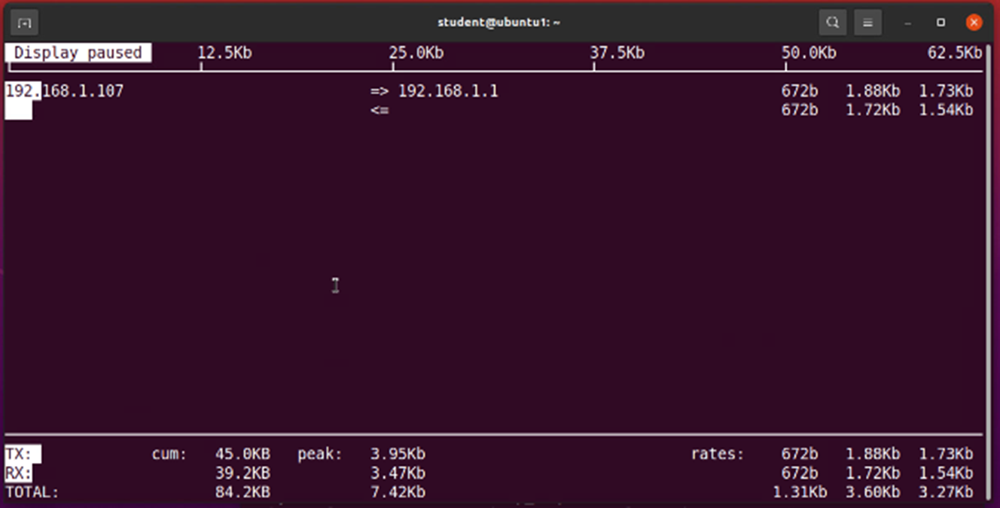 student@ubuntu1: ~
Display paused 12.5Kb 25.0Kb 37.5Kb 50.0Kb 62.5Kb
192.168.1.107 => 192.168.1.1 672b 1.88Kb 1.73Kb
<= 672b 1.72Kb 1.54Kb
TX: cum: 45.0KB peak: 3.95Kb rates: 672b 1.88Kb 1.73Kb
RX: 39.2KB 3.47Kb 672b 1.72Kb 1.54Kb
TOTAL: 84.2KB 7.42Kb 1.31Kb 3.60Kb 3.27Kb